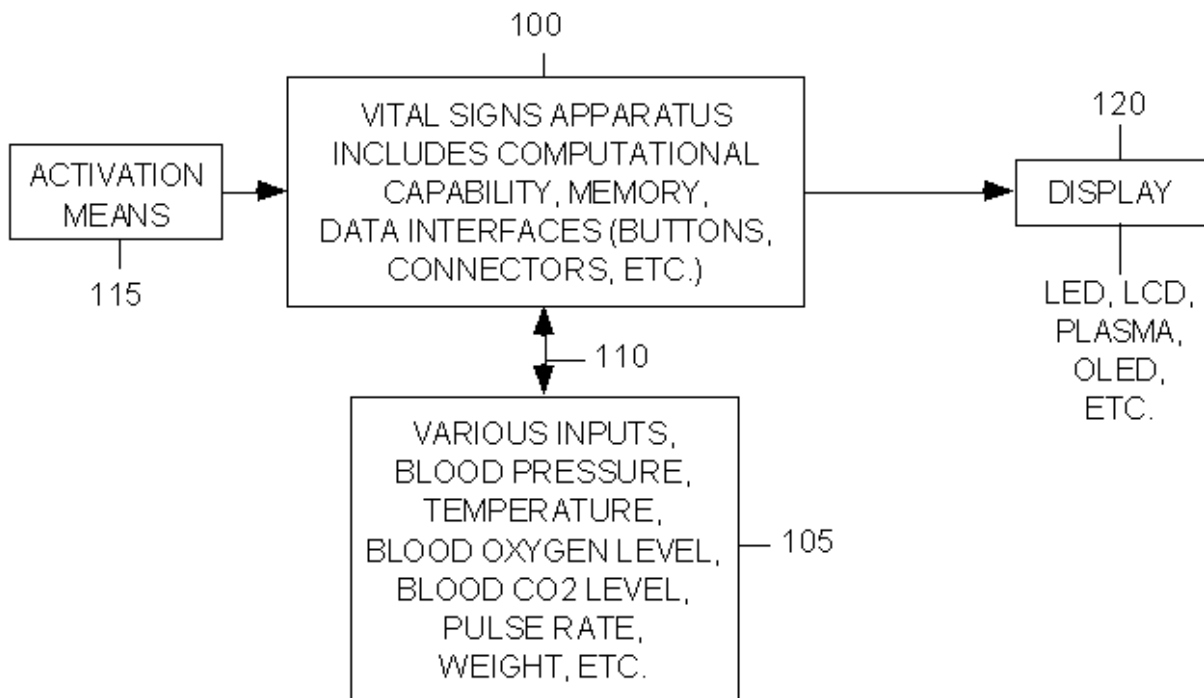 100
VITAL SIGNS APPARATUS
INCLUDES COMPUTATIONAL
CAPABILITY, MEMORY,
DATA INTERFACES (BUTTONS,
CONNECTORS, ETC.)
ACTIVATION
MEANS
115
120
DISPLAY
LED, LCD,
PLASMA,
OLED,
ETC.
110
VARIOUS INPUTS,
BLOOD PRESSURE,
TEMPERATURE,
BLOOD OXYGEN LEVEL,
BLOOD CO2 LEVEL,
PULSE RATE,
WEIGHT, ETC.
105